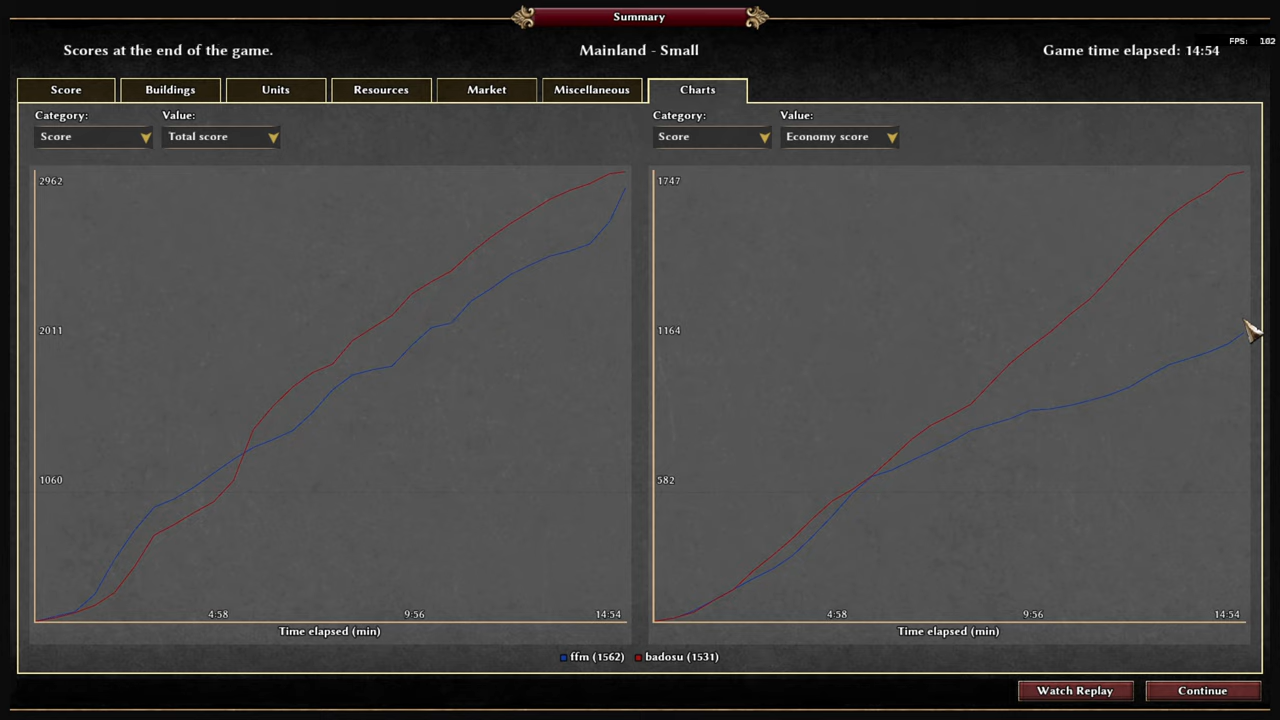 Summary
FPS: 102
Scores at the end of the game.
Mainland - Small
Game time elapsed: 14:54
Score
Buildings
Units
Resources
Market
Miscellaneous
Charts
Category:
Value:
Score
Total score
Category:
Value:
Score
Economy score
2962
2011
1060
4:58
9:56
14:54
Time elapsed (min)
1747
1164
582
4:58
9:56
14:54
Time elapsed (min)
ffm (1562)
badosu (1531)
Watch Replay
Continue